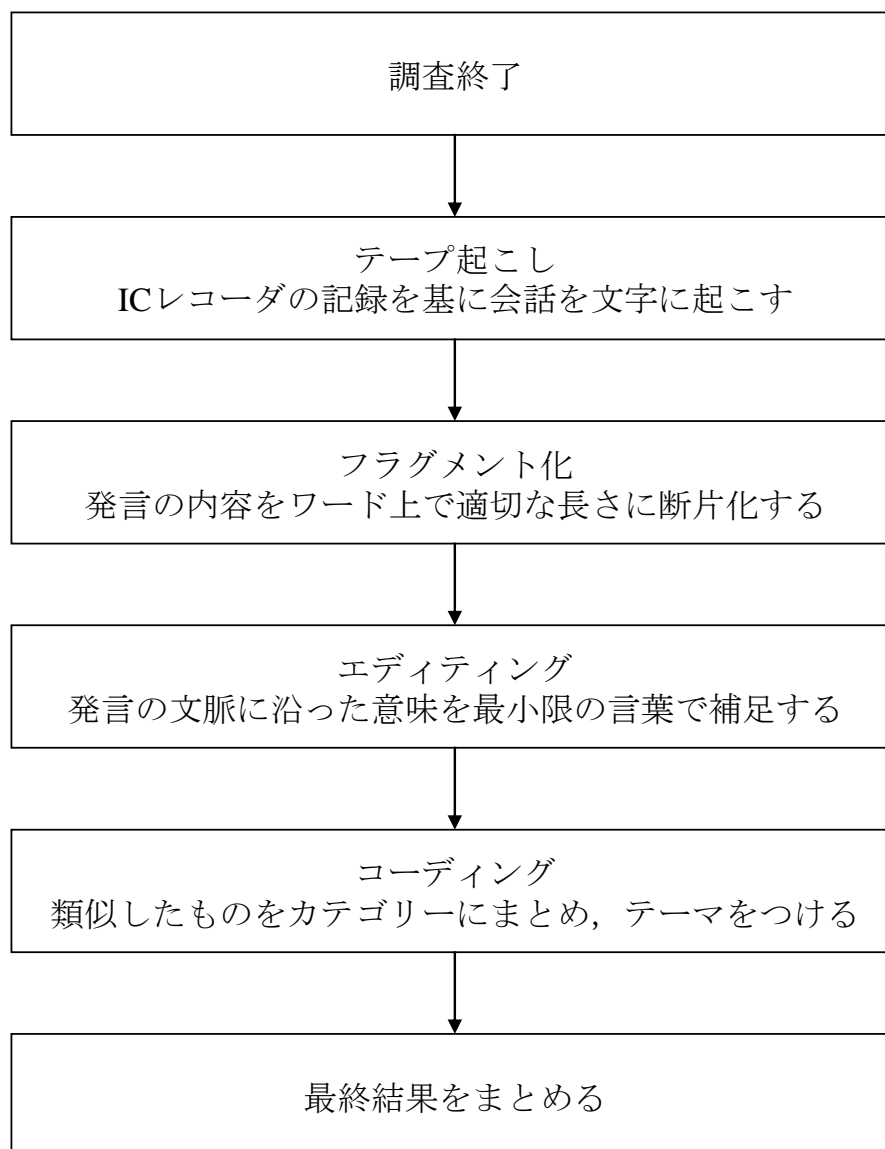 調査終了
テープ起こし
ICレコーダの記録を基に会話を文字に起こす
フラグメント化
発言の内容をワード上で適切な長さに断片化する
エディティング
発言の文脈に沿った意味を最小限の言葉で補足する
コーディング
類似したものをカテゴリーにまとめ，テーマをつける
最終結果をまとめる